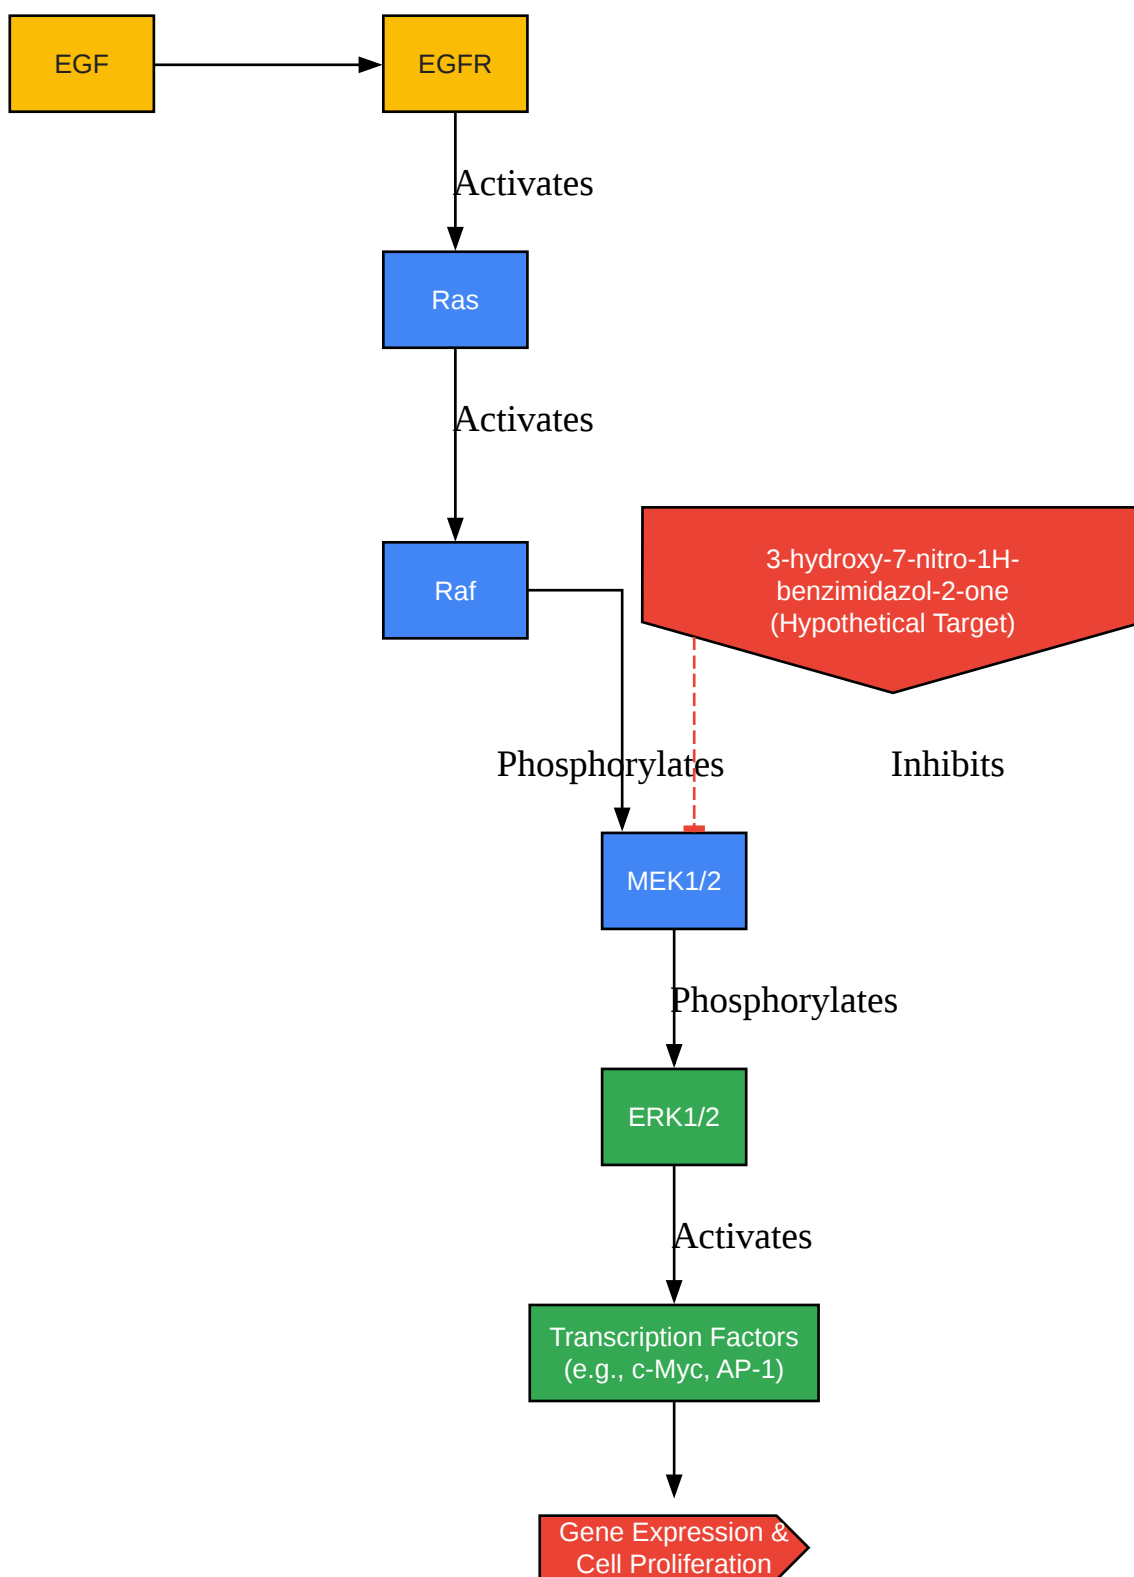 EGF
EGFR
Activates
Ras
Activates
Raf
3-hydroxy-7-nitro-1H-
benzimidazol-2-one
(Hypothetical Target)
Phosphorylates
Inhibits
MEK1/2
Phosphorylates
ERK1/2
Activates
Transcription Factors
(e.g., c-Myc, AP-1)
Gene Expression &
Cell Proliferation